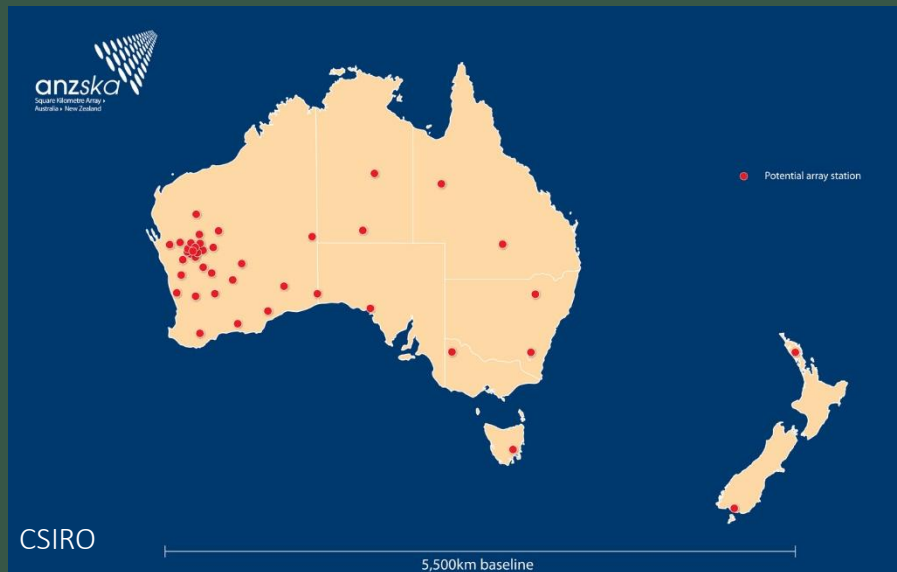 anzska
Square Kilometre Array •
Australia • New Zealand
Potential array station
CSIRO
5,500km baseline